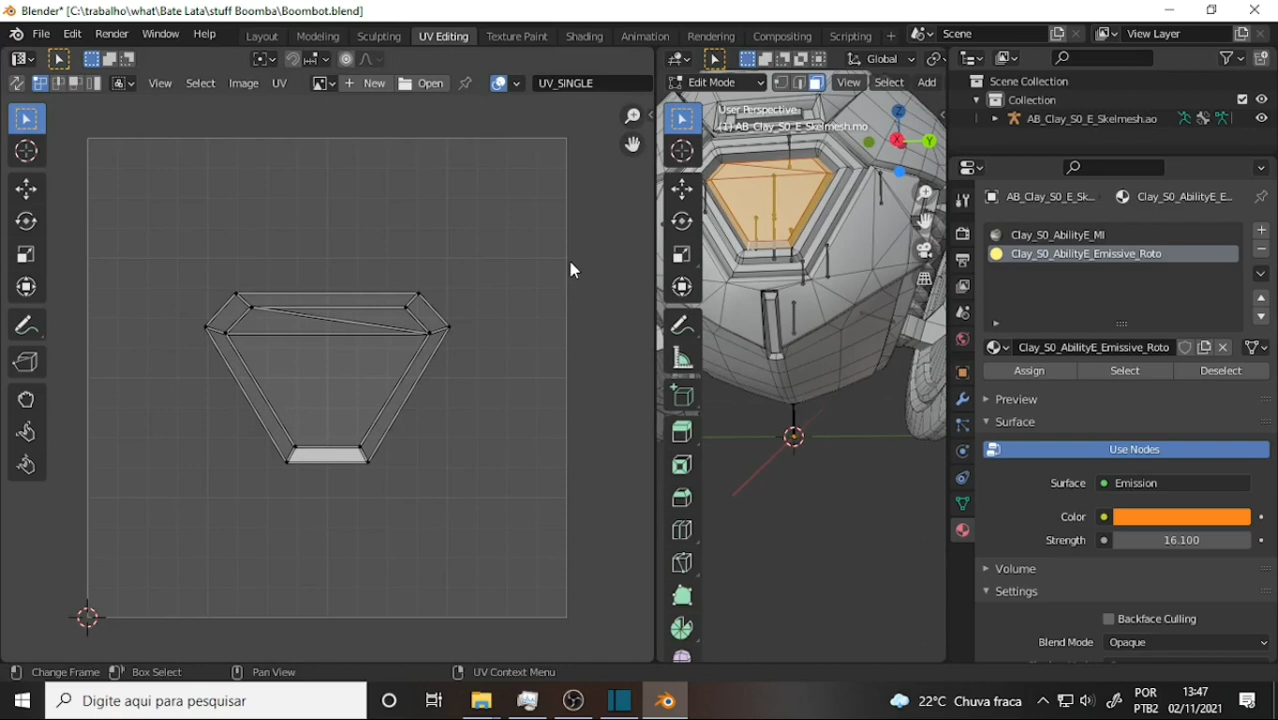 Blender* [C:\trabalho\what\Bate Lata\stuff Boomba\Boombot.blend]
File Edit Render Window Help Layout Modeling Sculpting UV Editing Texture Paint Shading Animation Rendering Compositing Scripting + Scene View Layer
Global
View Select Image UV + New Open UV_SINGLE Edit Mode View Select Add
Scene Collection
Collection
AB_Clay_S0_E_Skelmesh.ao
User Perspective
(1) AB_Clay_S0_E_Skelmesh.mo
Z
X
Y
AB_Clay_S0_E_Sk... Clay_S0_AbilityE_E...
Clay_S0_AbilityE_MI
Clay_S0_AbilityE_Emissive_Roto
Clay_S0_AbilityE_Emissive_Roto
Assign Select Deselect
Preview
Surface
Use Nodes
Surface Emission
Color
Strength 16.100
Volume
Settings
Backface Culling
Blend Mode Opaque
Change Frame Box Select Pan View UV Context Menu
Digite aqui para pesquisar
22°C Chuva fraca
POR
PTB2
13:47
02/11/2021